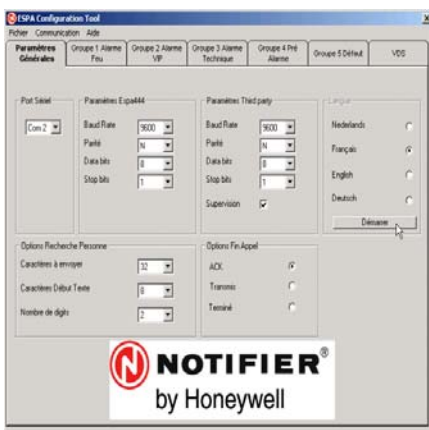 ESPA Configuration Tool
Fichier Communication Aide
Paramètres Générales
Groupe 1 Alarme Feu
Groupe 2 Alarme VIP
Groupe 3 Alarme Technique
Groupe 4 Pré Alarme
Groupe 5 Défaut
VDS
Port Sériel
Com 2
Paramètres Espa444
Baud Rate 9600
Parité N
Data bits 8
Stop bits 1
Paramètres Third party
Baud Rate 9600
Parité N
Data bits 8
Stop bits 1
Supervision
Langue
Nederlands
Français
English
Deutsch
Démarrer
Options Recherche Personne
Caractères à envoyer 32
Caractères Début Texte 8
Nombre de digits 2
Options Fin Appel
ACK
Transmis
Terminé
N NOTIFIER®
by Honeywell